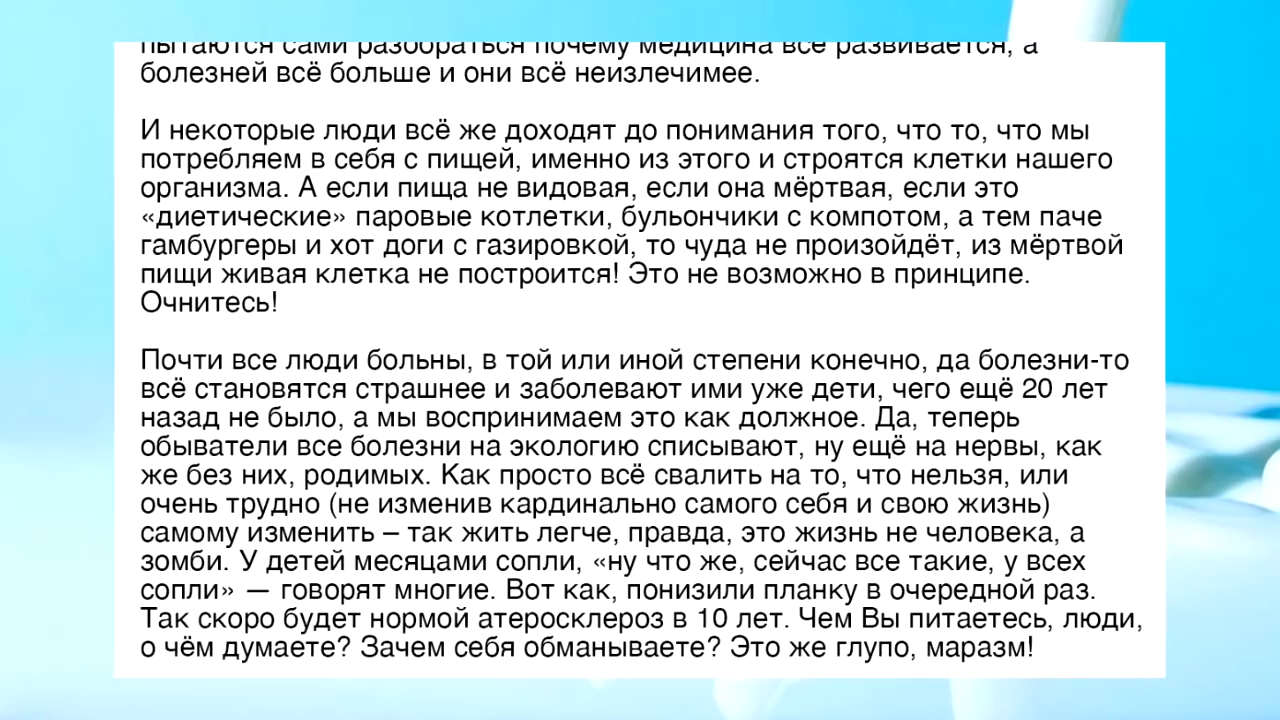 пытаются сами разобраться почему медицина всё развивается, а
болезней всё больше и они всё неизлечимее.
И некоторые люди всё же доходят до понимания того, что то, что мы
потребляем в себя с пищей, именно из этого и строятся клетки нашего
организма. А если пища не видовая, если она мёртвая, если это
«диетические» паровые котлетки, бульончики с компотом, а тем паче
гамбургеры и хот доги с газировкой, то чуда не произойдёт, из мёртвой
пищи живая клетка не построится! Это не возможно в принципе.
Очнитесь!
Почти все люди больны, в той или иной степени конечно, да болезни-то
всё становятся страшнее и заболевают ими уже дети, чего ещё 20 лет
назад не было, а мы воспринимаем это как должное. Да, теперь
обыватели все болезни на экологию списывают, ну ещё на нервы, как
же без них, родимых. Как просто всё свалить на то, что нельзя, или
очень трудно (не изменив кардинально самого себя и свою жизнь)
самому изменить – так жить легче, правда, это жизнь не человека, а
зомби. У детей месяцами сопли, «ну что же, сейчас все такие, у всех
сопли» — говорят многие. Вот как, понизили планку в очередной раз.
Так скоро будет нормой атеросклероз в 10 лет. Чем Вы питаетесь, люди,
о чём думаете? Зачем себя обманываете? Это же глупо, маразм!